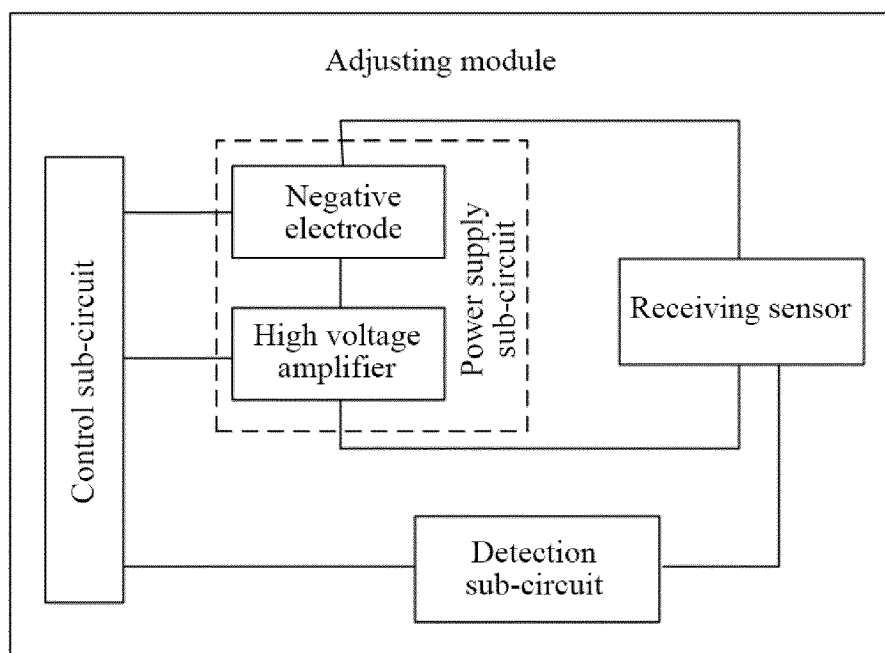 Adjusting module
Control sub-circuit
Negative
electrode
High voltage
amplifier
Power supply
sub-circuit
Receiving sensor
Detection
sub-circuit